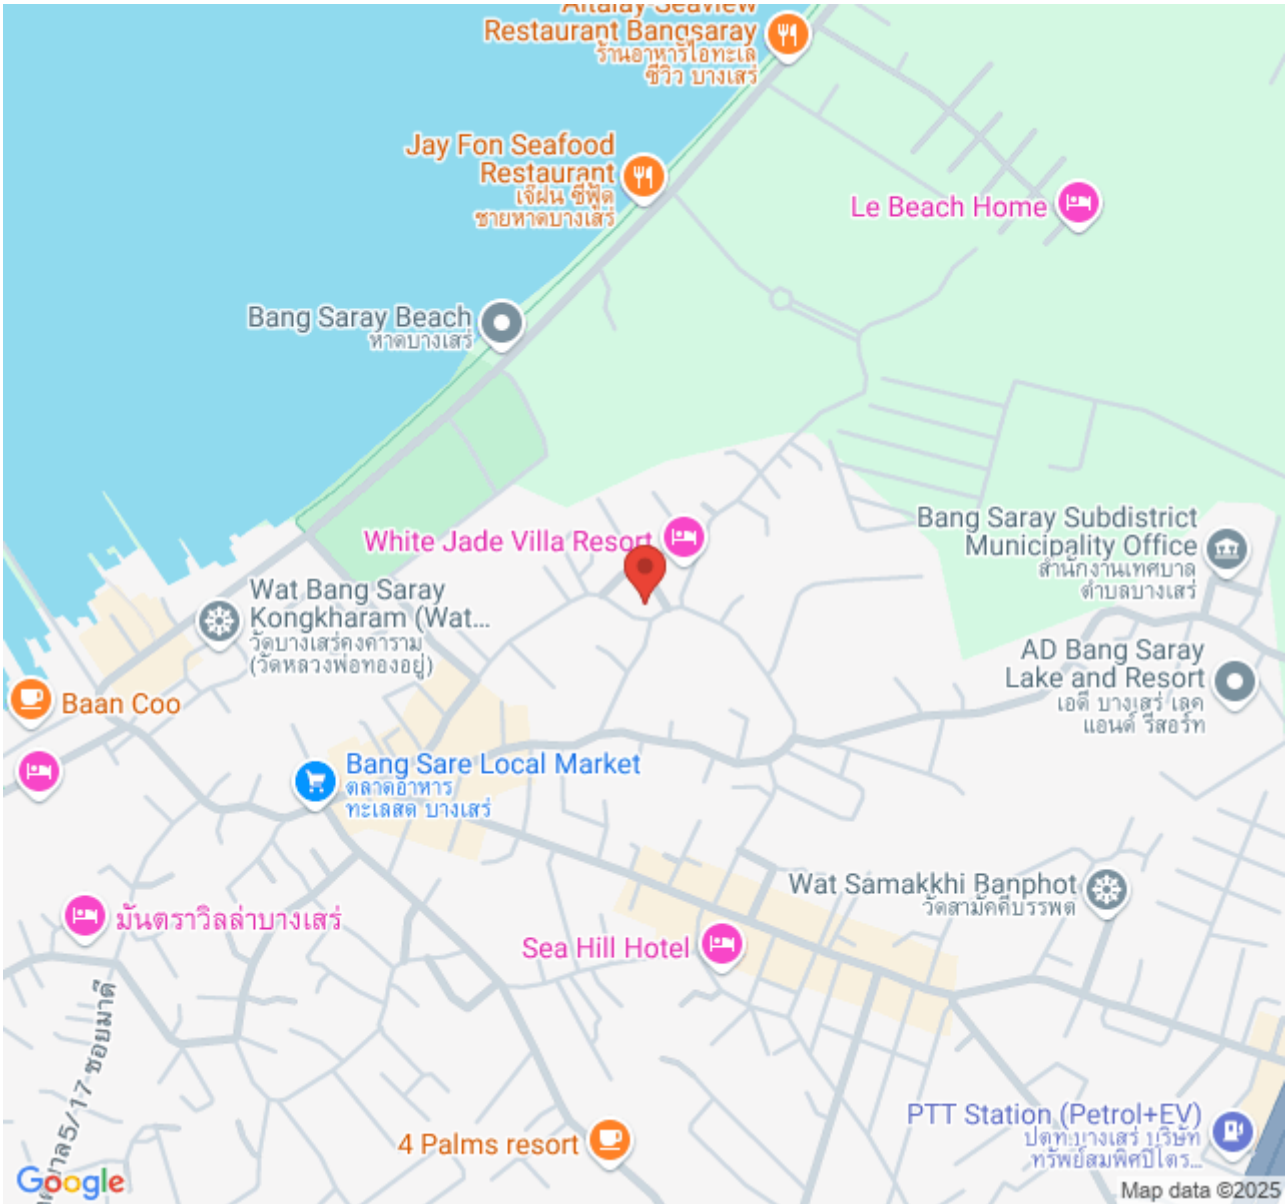 Altalay Seaview
Restaurant Bangsaray
ร้านอาหารไอทะเล
ซีวิว บางเสร่
Jay Fon Seafood
Restaurant
เจ๊ฝน ซีฟู้ด
ชายหาดบางเสร่
Le Beach Home
Bang Saray Beach
หาดบางเสร่
White Jade Villa Resort
Bang Saray Subdistrict
Municipality Office
สำนักงานเทศบาล
ตำบลบางเสร่
Wat Bang Saray
Kongkharam (Wat...
วัดบางเสร่คงคาราม
(วัดหลวงพ่อทองอยู่)
AD Bang Saray
Lake and Resort
เอดี บางเสร่ เลค
แอนด์ รีสอร์ท
Baan Coo
Bang Sare Local Market
ตลาดอาหาร
ทะเลสด บางเสร่
Wat Samakkhi Banphot
วัดสามัคคีบรรพต
มันตราวิลล่าบางเสร่
Sea Hill Hotel
าล5/17 ซอยมาดี
PTT Station (Petrol+EV)
ปตท.บางเสร่ บริษัท
ทรัพย์สมพิศปิโตร...
4 Palms resort
Google
Map data ©2025